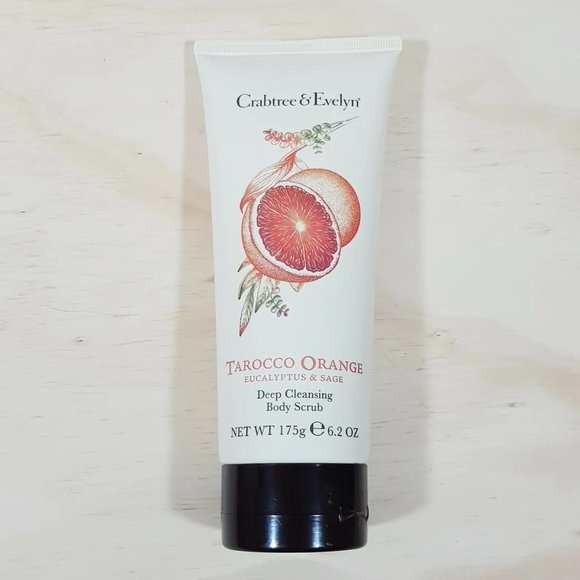 Crabtree & Evelyn®
TAROCCO ORANGE
EUCALYPTUS & SAGE
Deep Cleansing
Body Scrub
NET WT 175g ℮ 6.2 OZ